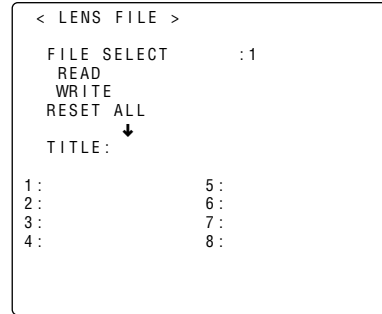 < LENS FILE >
FILE SELECT :1
READ
WRITE
RESET ALL
↓
TITLE:
1: 5:
2: 6:
3: 7:
4: 8: